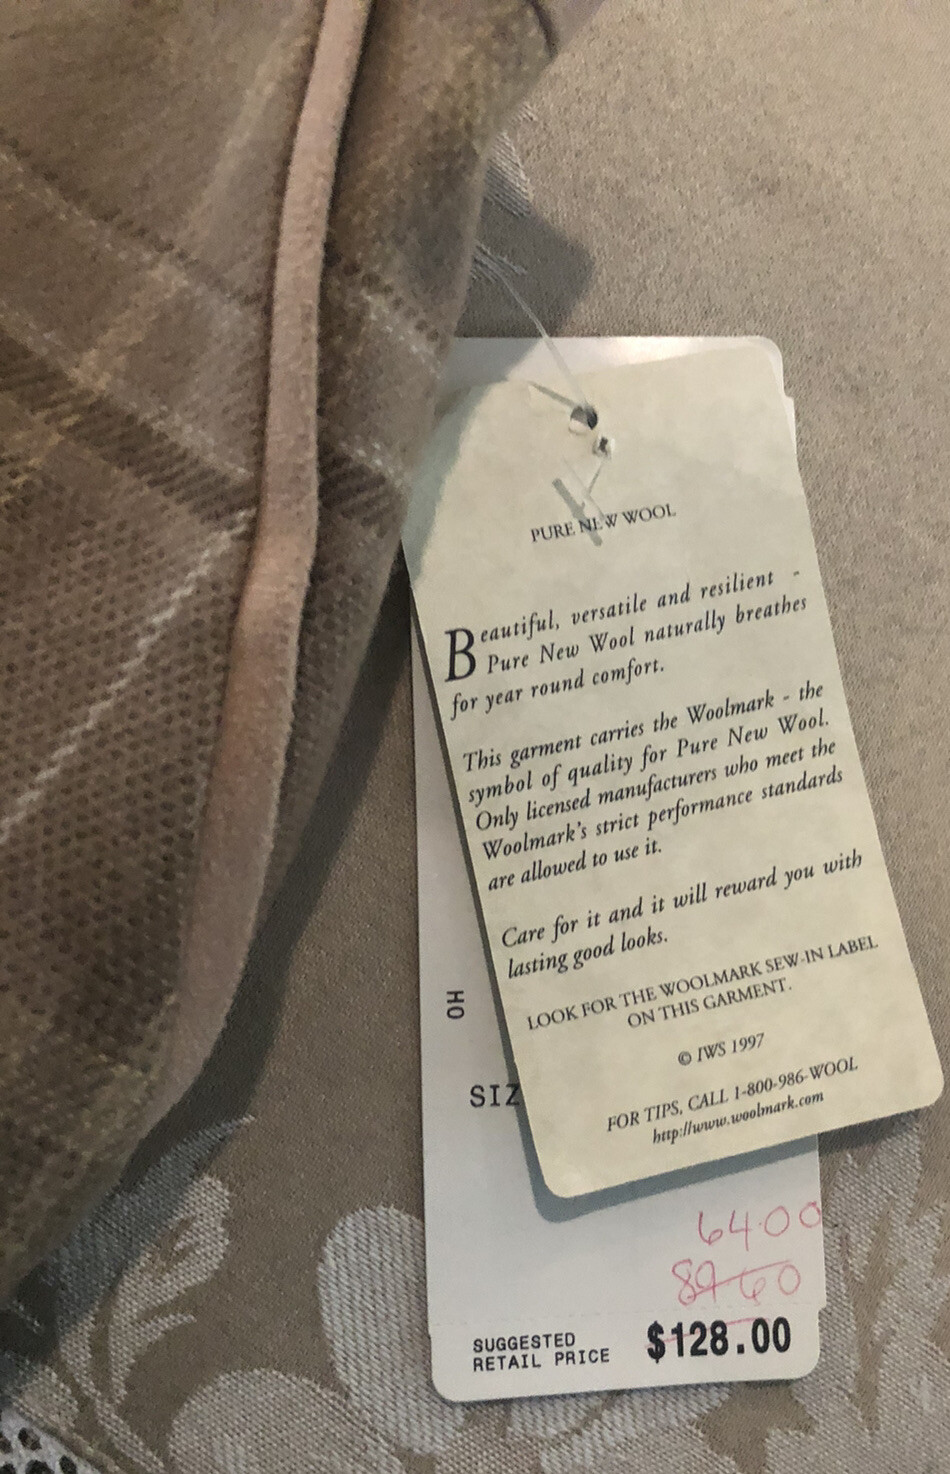 PURE NEW WOOL
Beautiful, versatile and resilient -
Pure New Wool naturally breathes
for year round comfort.
This garment carries the Woolmark - the
symbol of quality for Pure New Wool.
Only licensed manufacturers who meet the
Woolmark's strict performance standards
are allowed to use it.
Care for it and it will reward you with
lasting good looks.
LOOK FOR THE WOOLMARK SEW-IN LABEL
ON THIS GARMENT.
© IWS 1997
FOR TIPS, CALL 1-800-986-WOOL
http://www.woolmark.com
HO
SIZ
64.00
89.60
SUGGESTED
RETAIL PRICE $128.00